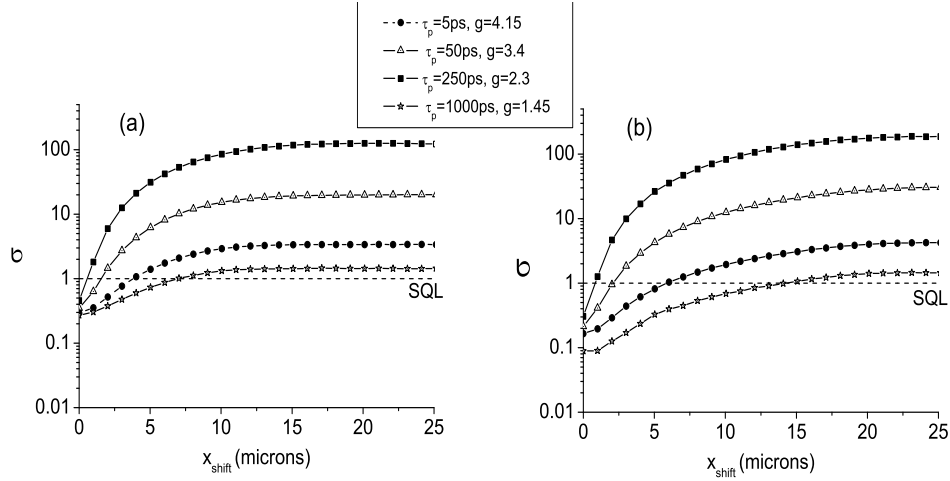 τp=5ps, g=4.15
τp=50ps, g=3.4
τp=250ps, g=2.3
τp=1000ps, g=1.45
(a)
100
10
1
0.1
0.01
σ
SQL
0 5 10 15 20 25
xshift (microns)
(b)
100
10
1
0.1
0.01
σ
SQL
0 5 10 15 20 25
xshift (microns)